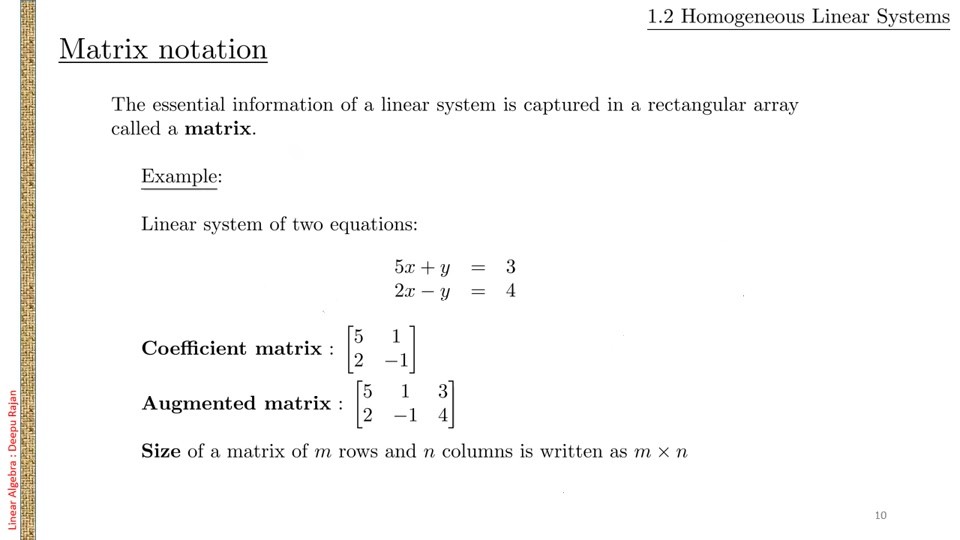 1.2 Homogeneous Linear Systems
Matrix notation
The essential information of a linear system is captured in a rectangular array
called a matrix.
Example:
Linear system of two equations:
5x + y = 3
2x − y = 4
Coefficient matrix : [5 1
2 −1]
Augmented matrix : [5 1 3
2 −1 4]
Size of a matrix of m rows and n columns is written as m × n
Linear Algebra : Deepu Rajan
10